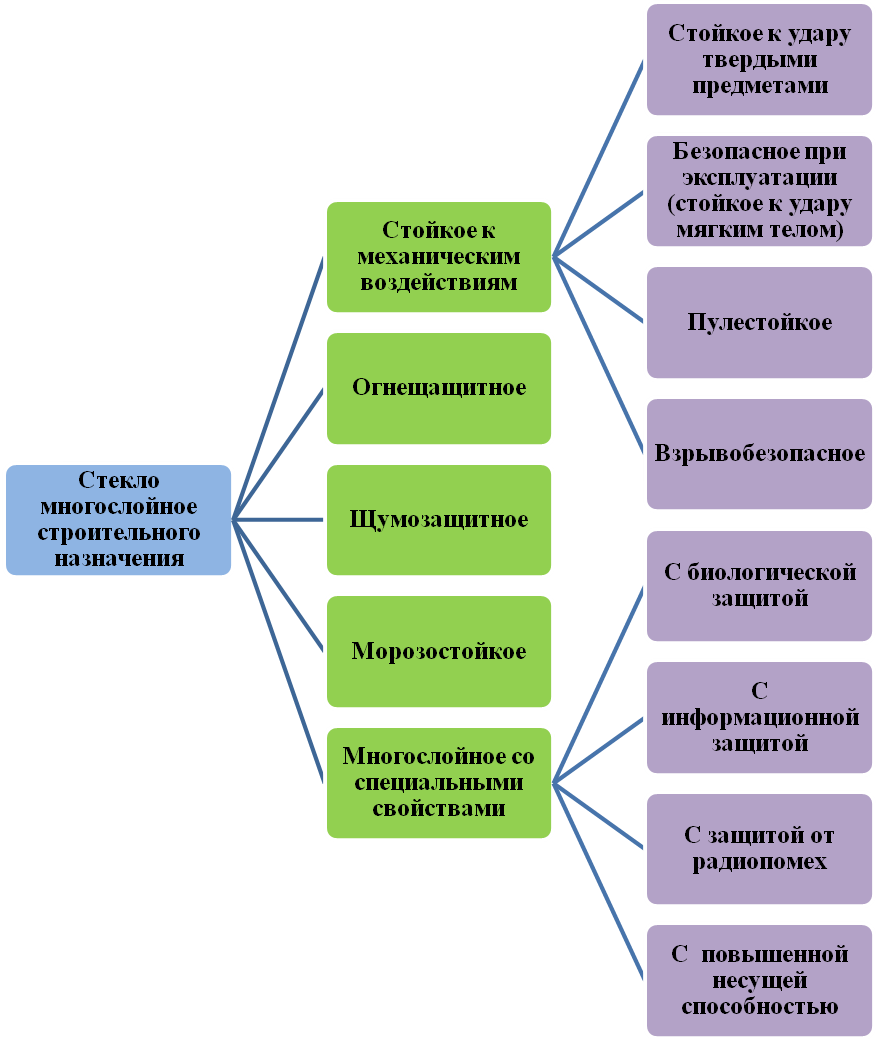 Стекло
многослойное
строительного
назначения
Стойкое к
механическим
воздействиям
Огнещащитное
Щумозащитное
Морозостойкое
Многослойное со
специальными
свойствами
Стойкое к удару
твердыми
предметами
Безопасное при
эксплуатации
(стойкое к удару
мягким телом)
Пулестойкое
Взрывобезопасное
С биологической
защитой
С
информационной
защитой
С защитой от
радиопомех
С повышенной
несущей
способностью